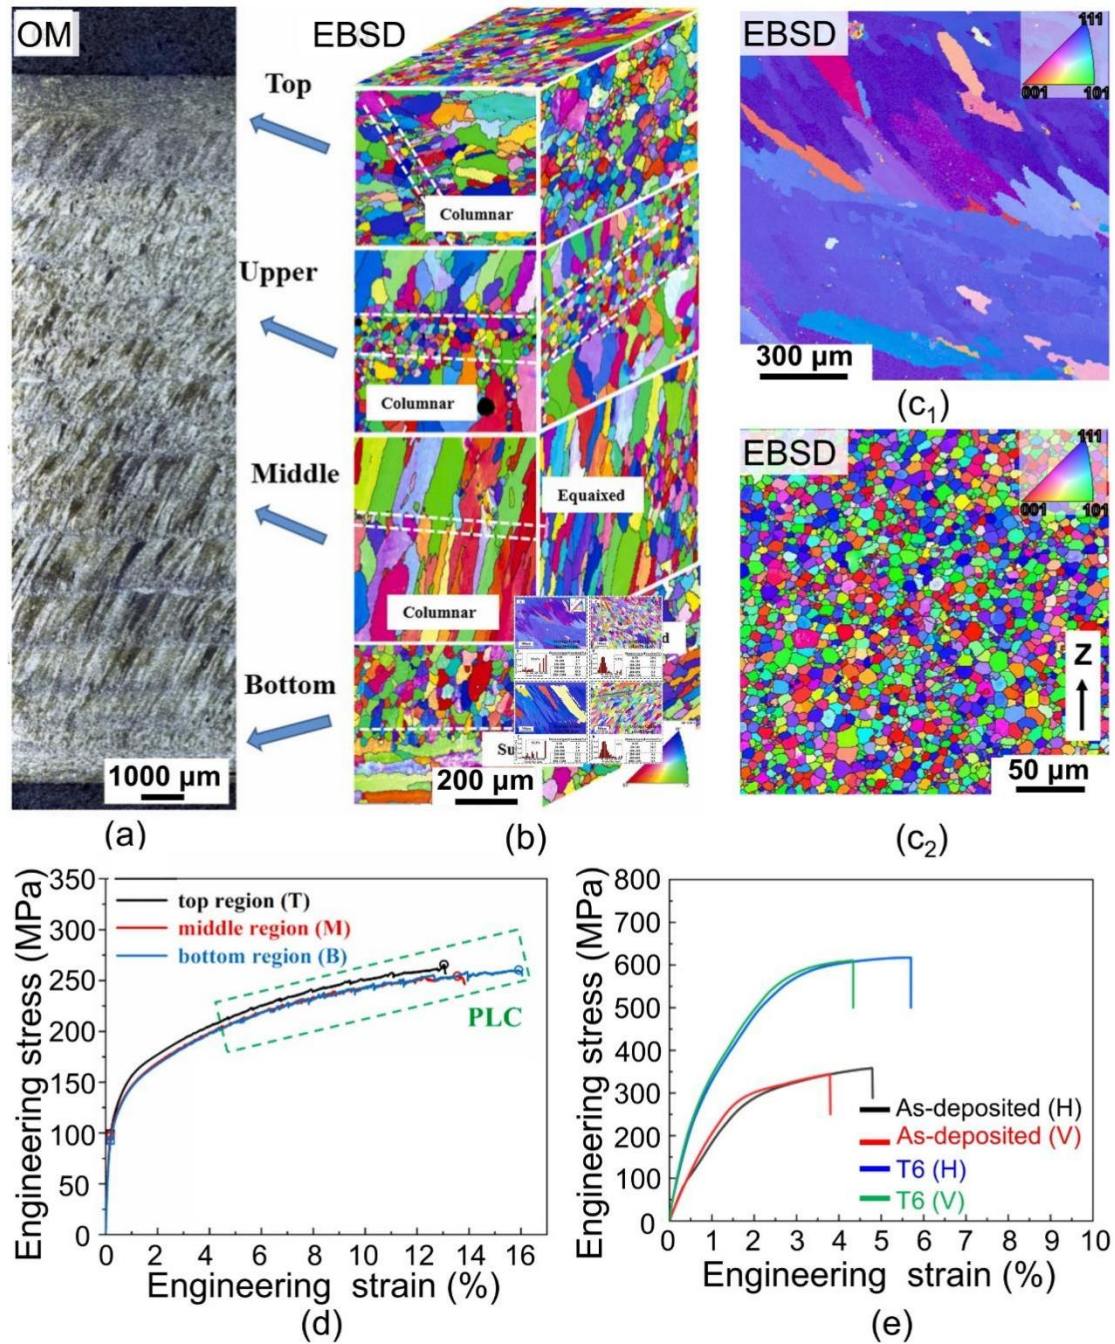 OM
EBSD
Top
Columnar
Upper
Columnar
Middle
Equaixed
Columnar
Bottom
Su
1000 µm
200 µm
(a)
(b)
EBSD
111
001
101
300 µm
(c1)
EBSD
111
001
101
Z
50 µm
(c2)
350
300
250
200
150
100
50
0
Engineering stress (MPa)
top region (T)
middle region (M)
bottom region (B)
PLC
0 2 4 6 8 10 12 14 16
Engineering strain (%)
(d)
800
700
600
500
400
300
200
100
0
Engineering stress (MPa)
As-deposited (H)
As-deposited (V)
T6 (H)
T6 (V)
0 1 2 3 4 5 6 7 8 9 10
Engineering strain (%)
(e)